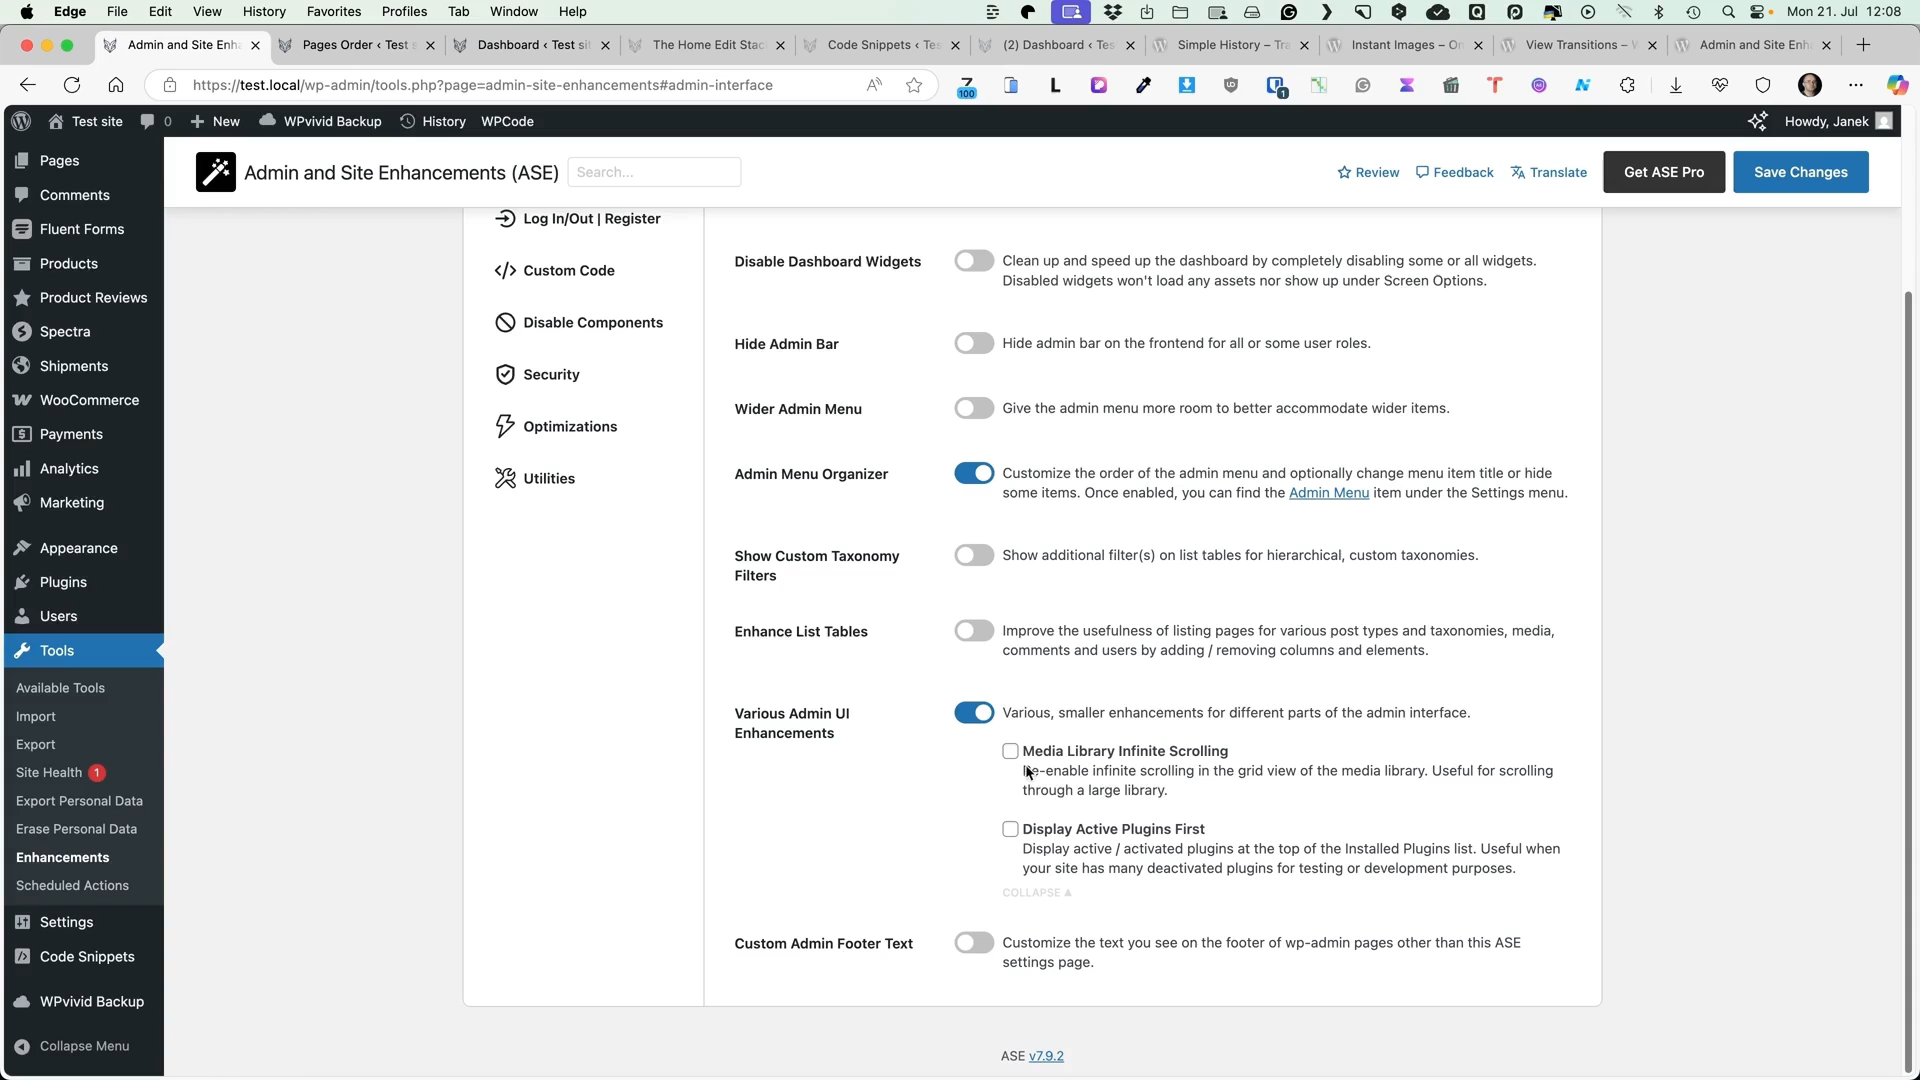 Edge File Edit View History Favorites Profiles Tab Window Help
Mon 21. Jul 12:08
Admin and Site Enh
Pages Order ‹ Test s
Dashboard ‹ Test sit
The Home Edit Stac
Code Snippets ‹ Tes
(2) Dashboard ‹ Tes
Simple History – Tra
Instant Images – On
View Transitions – W
Admin and Site Enh
https://test.local/wp-admin/tools.php?page=admin-site-enhancements#admin-interface
100
1
Test site 0 New WPvivid Backup History WPCode
Howdy, Janek
Pages
Comments
Fluent Forms
Products
Product Reviews
Spectra
Shipments
WooCommerce
Payments
Analytics
Marketing
Appearance
Plugins
Users
Tools
Available Tools
Import
Export
Site Health 1
Export Personal Data
Erase Personal Data
Enhancements
Scheduled Actions
Settings
Code Snippets
WPvivid Backup
Collapse Menu
Admin and Site Enhancements (ASE)
Search...
Review Feedback Translate Get ASE Pro Save Changes
Log In/Out | Register
Custom Code
Disable Components
Security
Optimizations
Utilities
Disable Dashboard Widgets
Clean up and speed up the dashboard by completely disabling some or all widgets.
Disabled widgets won't load any assets nor show up under Screen Options.
Hide Admin Bar
Hide admin bar on the frontend for all or some user roles.
Wider Admin Menu
Give the admin menu more room to better accommodate wider items.
Admin Menu Organizer
Customize the order of the admin menu and optionally change menu item title or hide
some items. Once enabled, you can find the Admin Menu item under the Settings menu.
Show Custom Taxonomy
Filters
Show additional filter(s) on list tables for hierarchical, custom taxonomies.
Enhance List Tables
Improve the usefulness of listing pages for various post types and taxonomies, media,
comments and users by adding / removing columns and elements.
Various Admin UI
Enhancements
Various, smaller enhancements for different parts of the admin interface.
Media Library Infinite Scrolling
Re-enable infinite scrolling in the grid view of the media library. Useful for scrolling
through a large library.
Display Active Plugins First
Display active / activated plugins at the top of the Installed Plugins list. Useful when
your site has many deactivated plugins for testing or development purposes.
COLLAPSE ▲
Custom Admin Footer Text
Customize the text you see on the footer of wp-admin pages other than this ASE
settings page.
ASE v7.9.2